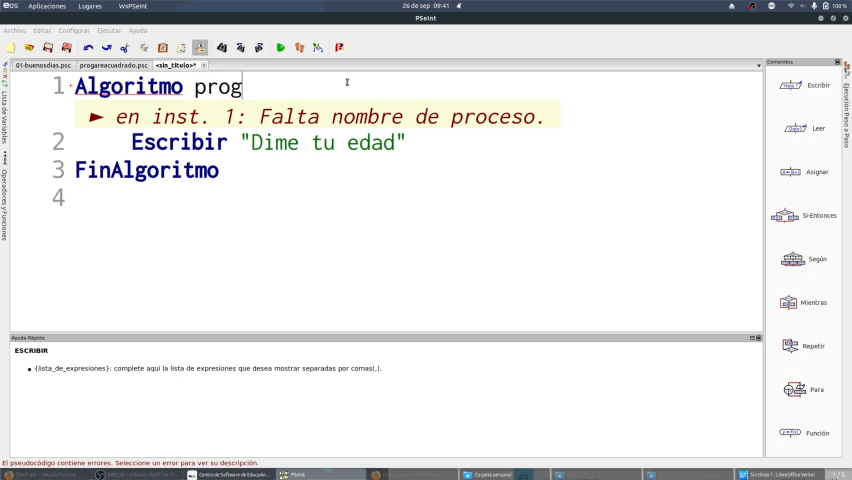 eos Aplicaciones Lugares WxPSeInt 26 de sep 09:41 100 %
PSeInt
Archivo Editar Configurar Ejecutar Ayuda
01-buenosdias.psc progareacuadrado.psc <sin_titulo>*
Comandos
1 Algoritmo prog
► en inst. 1: Falta nombre de proceso.
2 Escribir "Dime tu edad"
3 FinAlgoritmo
4
Lista de Variables
Operadores y Funciones
Escribir
Leer
Asignar
Si-Entonces
Según
Mientras
Repetir
Para
Función
Ejecución Paso a Paso
Ayuda Rápida
ESCRIBIR
{lista_de_expresiones}: complete aquí la lista de expresiones que desea mostrar separadas por comas(,).
El pseudocódigo contiene errores. Seleccione un error para ver su descripción.
Centro de Software de EducaAn... PSeInt Carpeta personal Sin título 1 - LibreOffice Writer 1 / 2